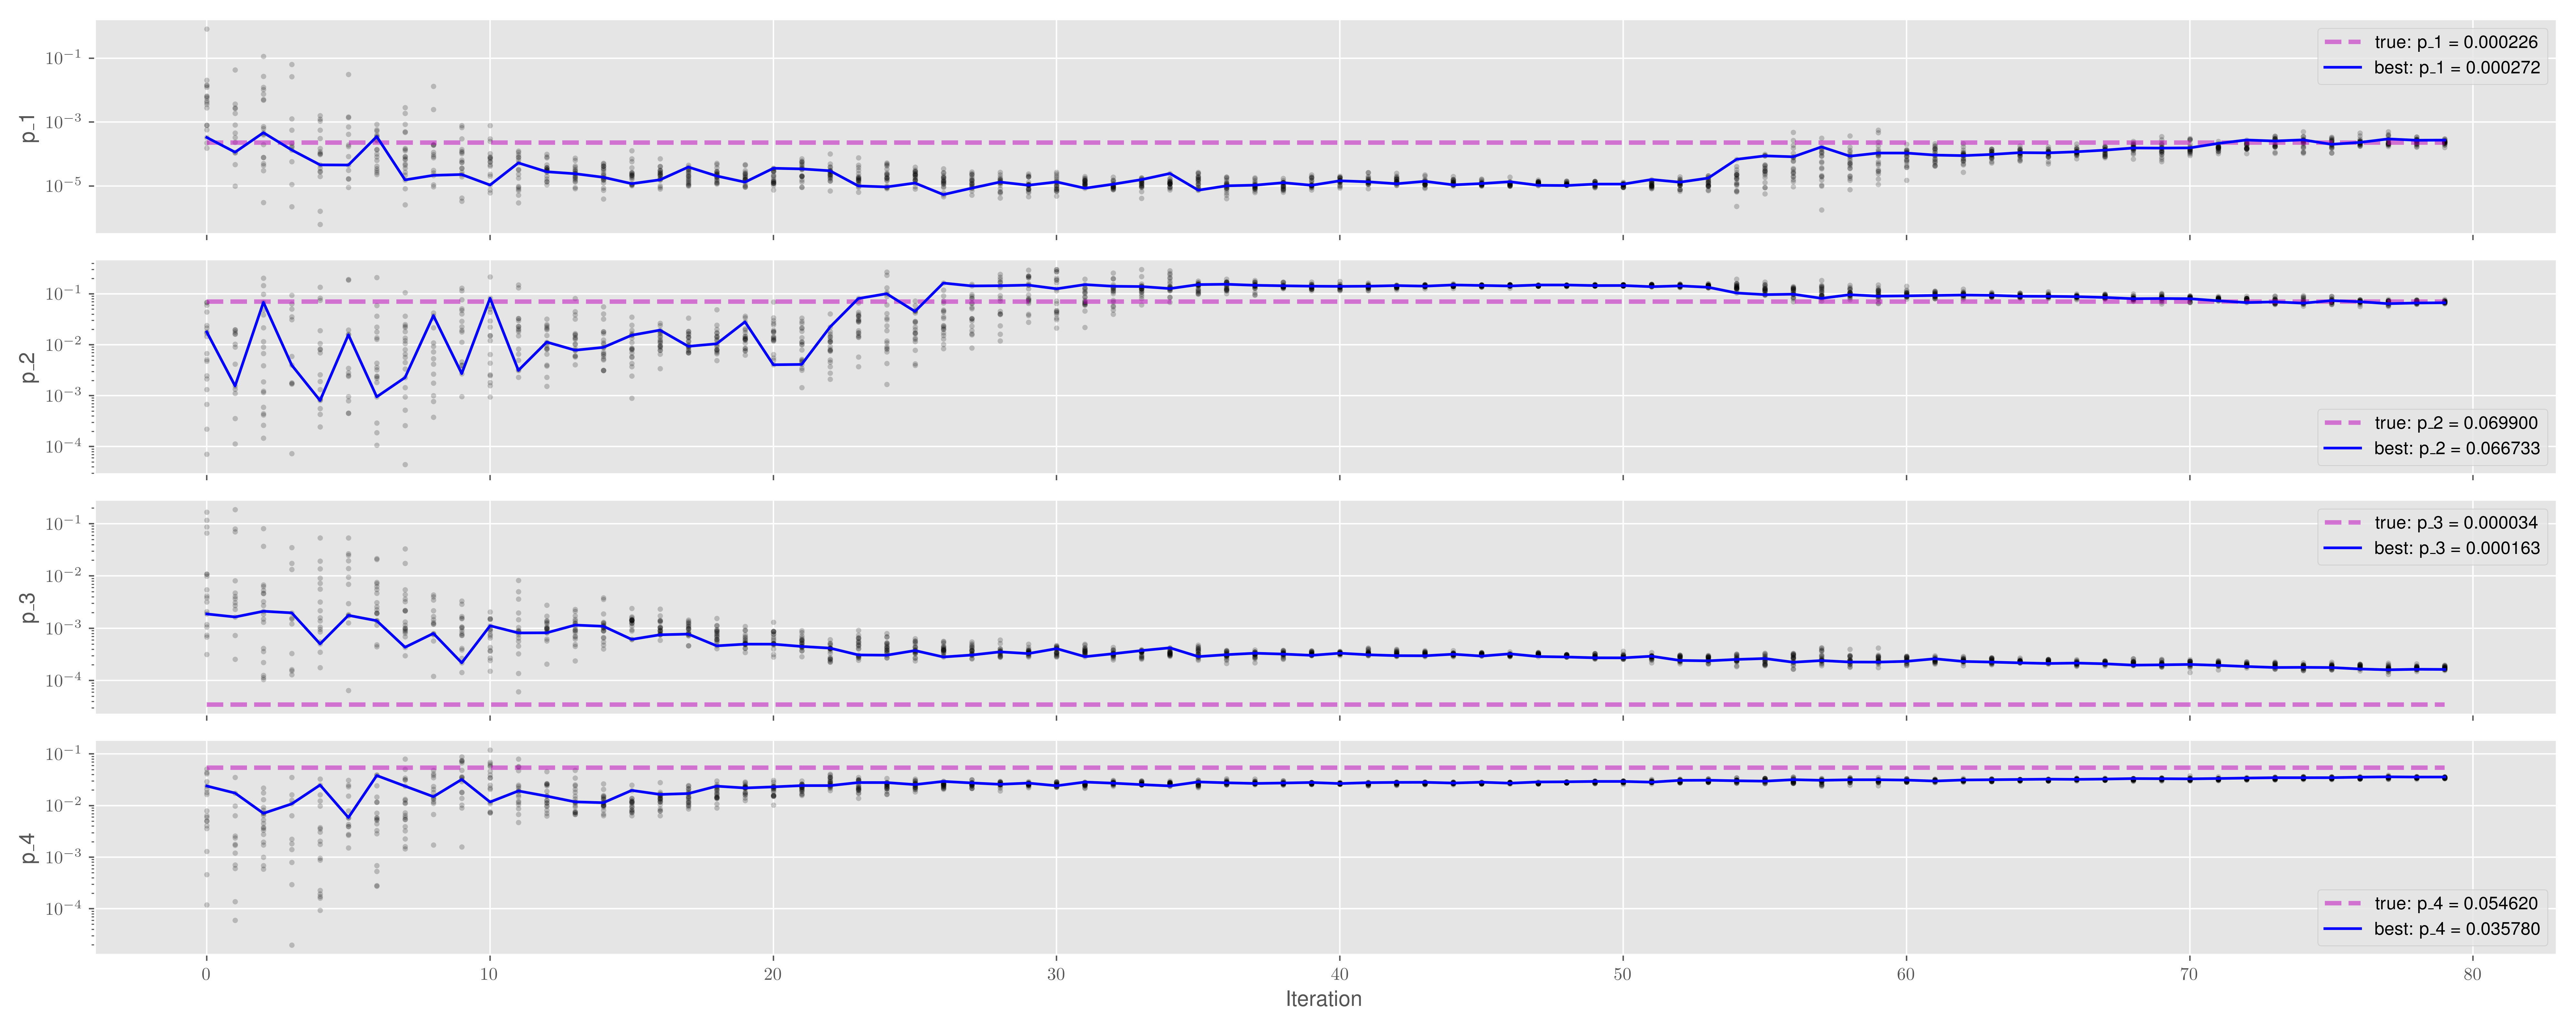 10⁻¹
10⁻³
10⁻⁵
p_1
true: p_1 = 0.000226
best: p_1 = 0.000272
10⁻¹
10⁻²
10⁻³
10⁻⁴
p_2
true: p_2 = 0.069900
best: p_2 = 0.066733
10⁻¹
10⁻²
10⁻³
10⁻⁴
p_3
true: p_3 = 0.000034
best: p_3 = 0.000163
10⁻¹
10⁻²
10⁻³
10⁻⁴
p_4
true: p_4 = 0.054620
best: p_4 = 0.035780
0 10 20 30 40 50 60 70 80
Iteration